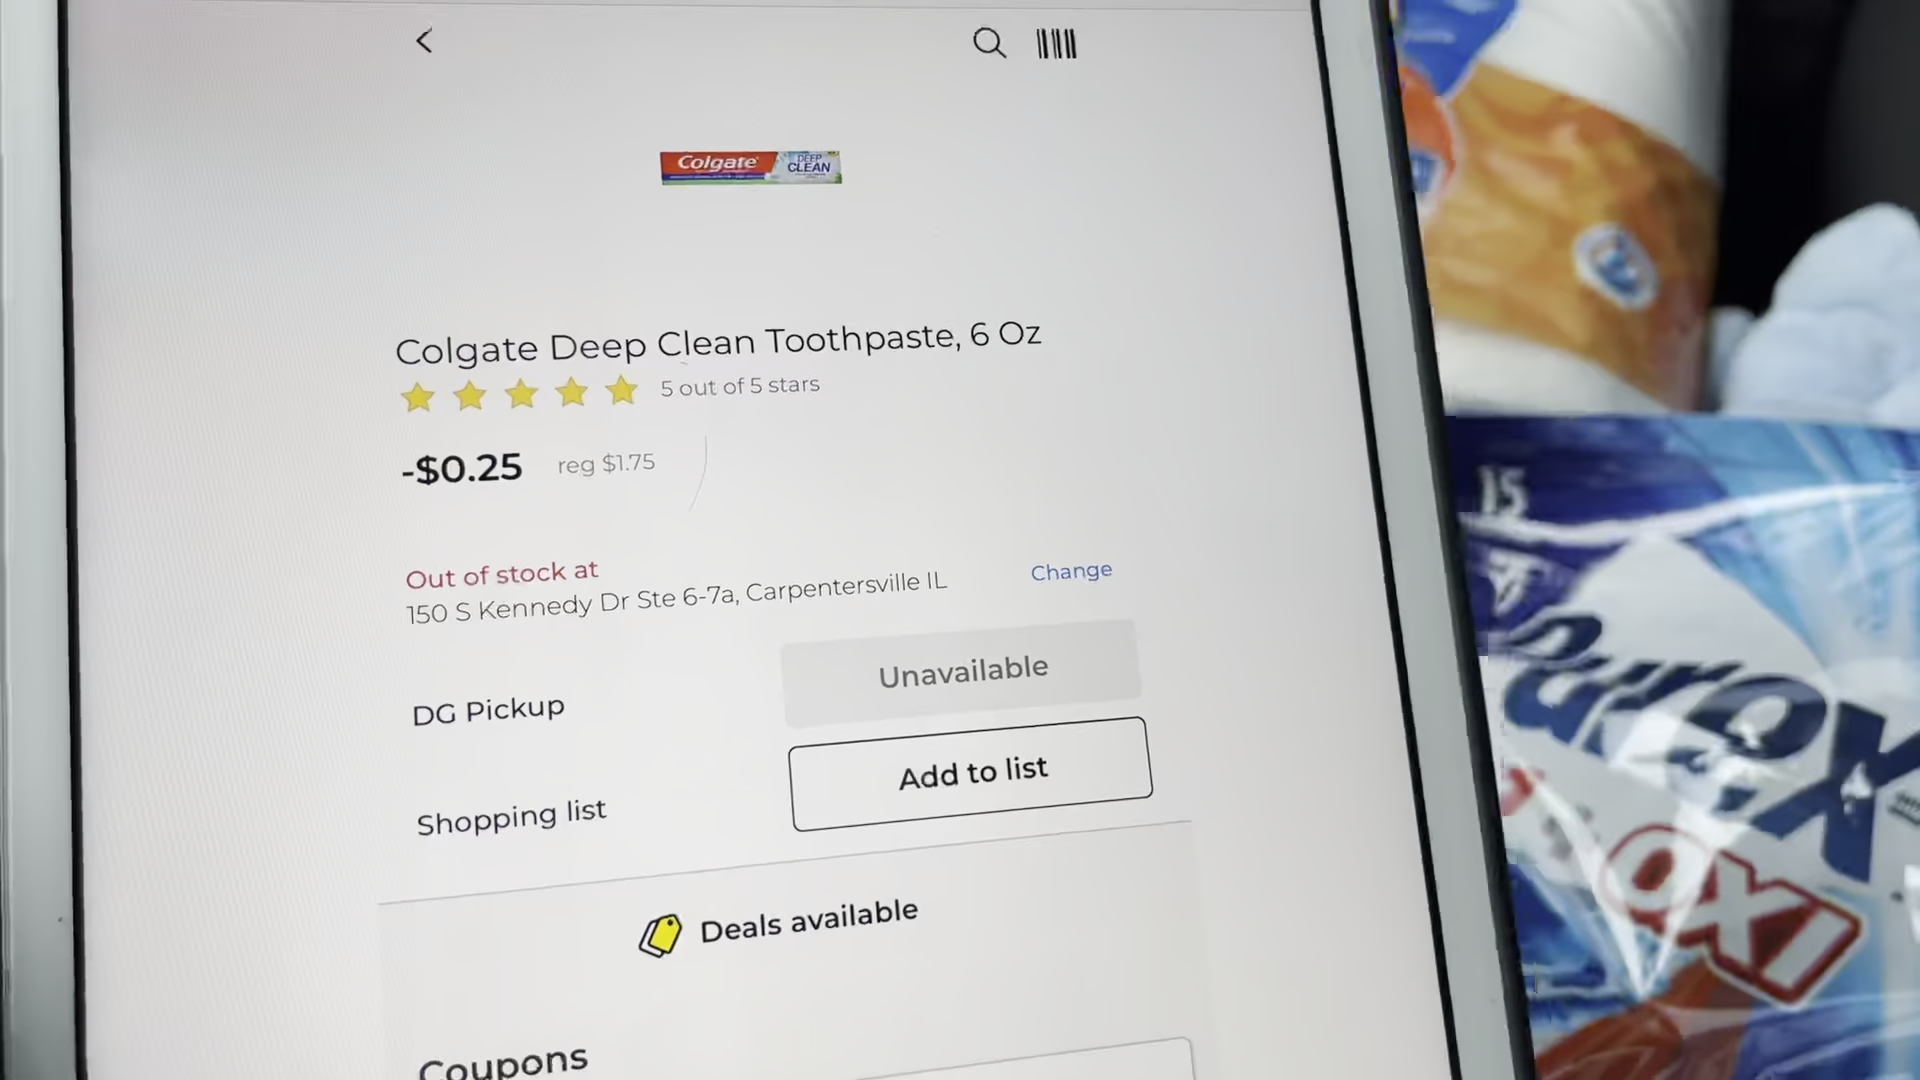 Colgate
DEEP
CLEAN
Colgate Deep Clean Toothpaste, 6 Oz
5 out of 5 stars
-$0.25 reg $1.75
Out of stock at
150 S Kennedy Dr Ste 6-7a, Carpentersville IL
Change
DG Pickup
Unavailable
Shopping list
Add to list
Deals available
Coupons
15
Purex
OXI